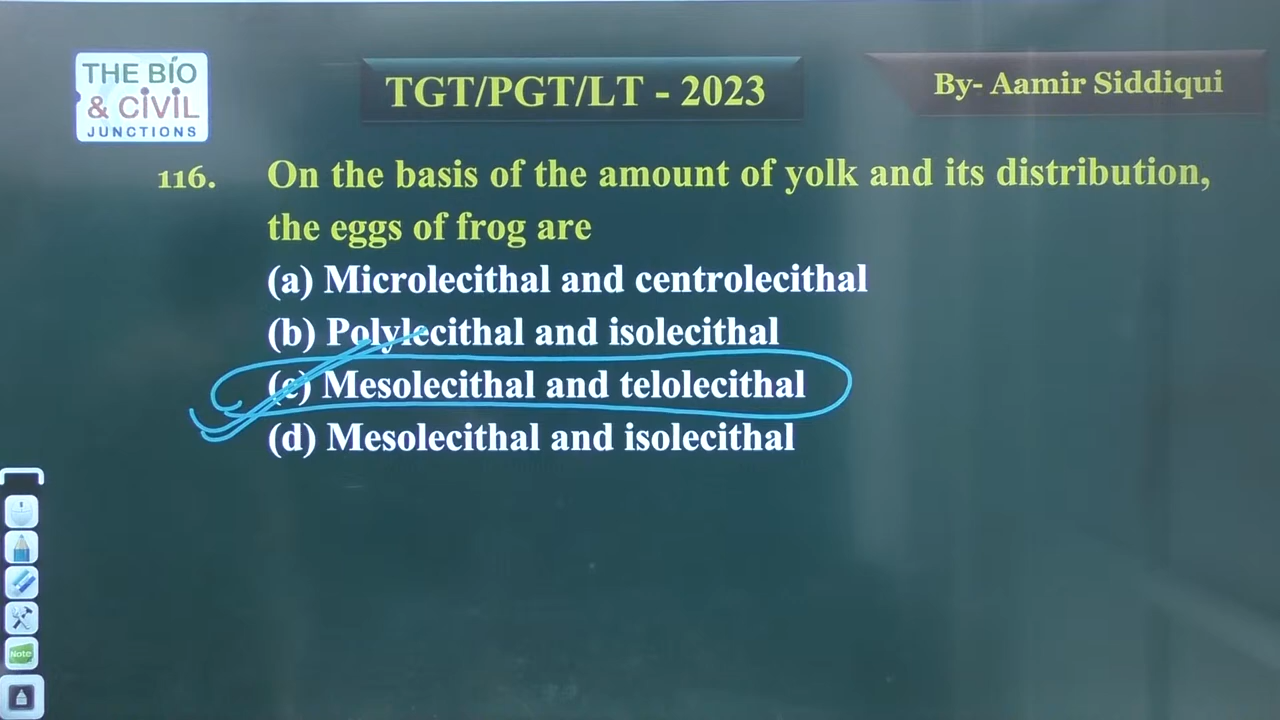 THE BIO
& CIVIL
JUNCTIONS
TGT/PGT/LT - 2023
By- Aamir Siddiqui
116. On the basis of the amount of yolk and its distribution,
the eggs of frog are
(a) Microlecithal and centrolecithal
(b) Polylecithal and isolecithal
(c) Mesolecithal and telolecithal
(d) Mesolecithal and isolecithal
Note